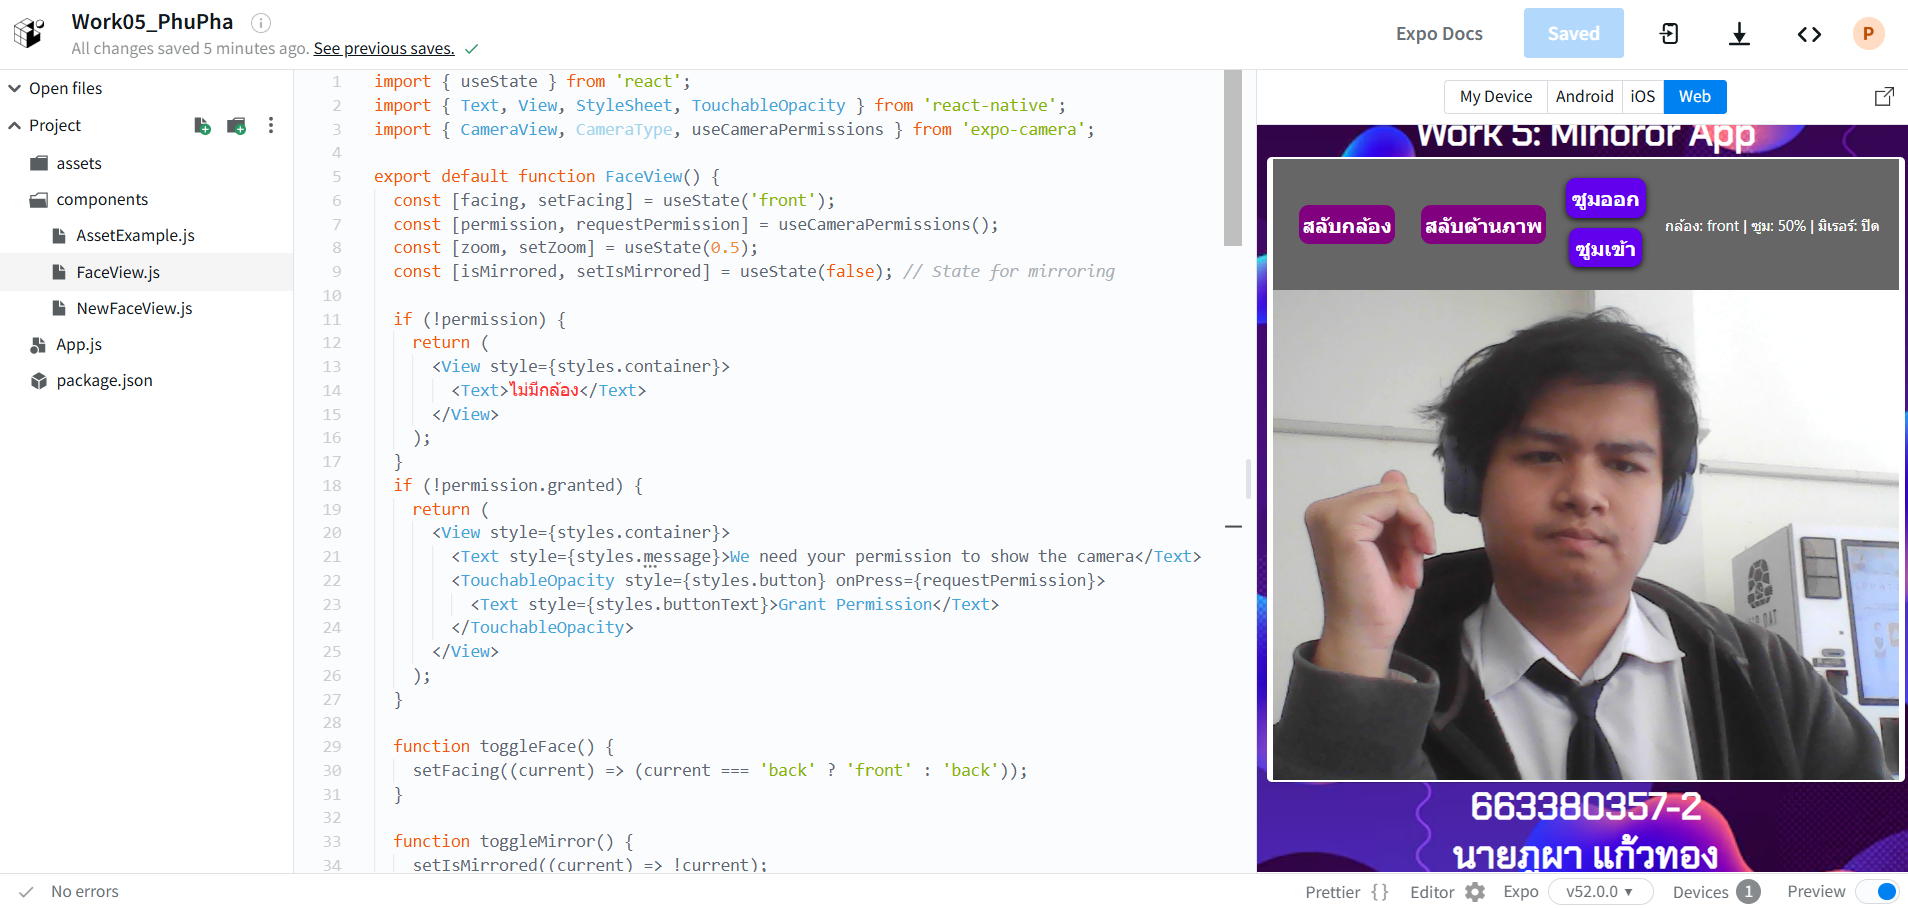 Work05_PhuPha
All changes saved 5 minutes ago. See previous saves.
Expo Docs
Saved
P
Open files
Project
assets
components
AssetExample.js
FaceView.js
NewFaceView.js
App.js
package.json
1 import { useState } from 'react';
2 import { Text, View, StyleSheet, TouchableOpacity } from 'react-native';
3 import { CameraView, CameraType, useCameraPermissions } from 'expo-camera';
4
5 export default function FaceView() {
6 const [facing, setFacing] = useState('front');
7 const [permission, requestPermission] = useCameraPermissions();
8 const [zoom, setZoom] = useState(0.5);
9 const [isMirrored, setIsMirrored] = useState(false); // State for mirroring
10
11 if (!permission) {
12 return (
13 <View style={styles.container}>
14 <Text>ไม่มีกล้อง</Text>
15 </View>
16 );
17 }
18 if (!permission.granted) {
19 return (
20 <View style={styles.container}>
21 <Text style={styles.message}>We need your permission to show the camera</Text>
22 <TouchableOpacity style={styles.button} onPress={requestPermission}>
23 <Text style={styles.buttonText}>Grant Permission</Text>
24 </TouchableOpacity>
25 </View>
26 );
27 }
28
29 function toggleFace() {
30 setFacing((current) => (current === 'back' ? 'front' : 'back'));
31 }
32
33 function toggleMirror() {
34 setIsMirrored((current) => !current);
My Device Android iOS Web
Work 5: Minoror App
สลับกล้อง
สลับด้านภาพ
ซูมออก
ซูมเข้า
กล้อง: front | ซูม: 50% | มิเรอร์: ปิด
663380357-2
นายภูผา แก้วทอง
No errors
Prettier {} Editor Expo v52.0.0 Devices 1 Preview